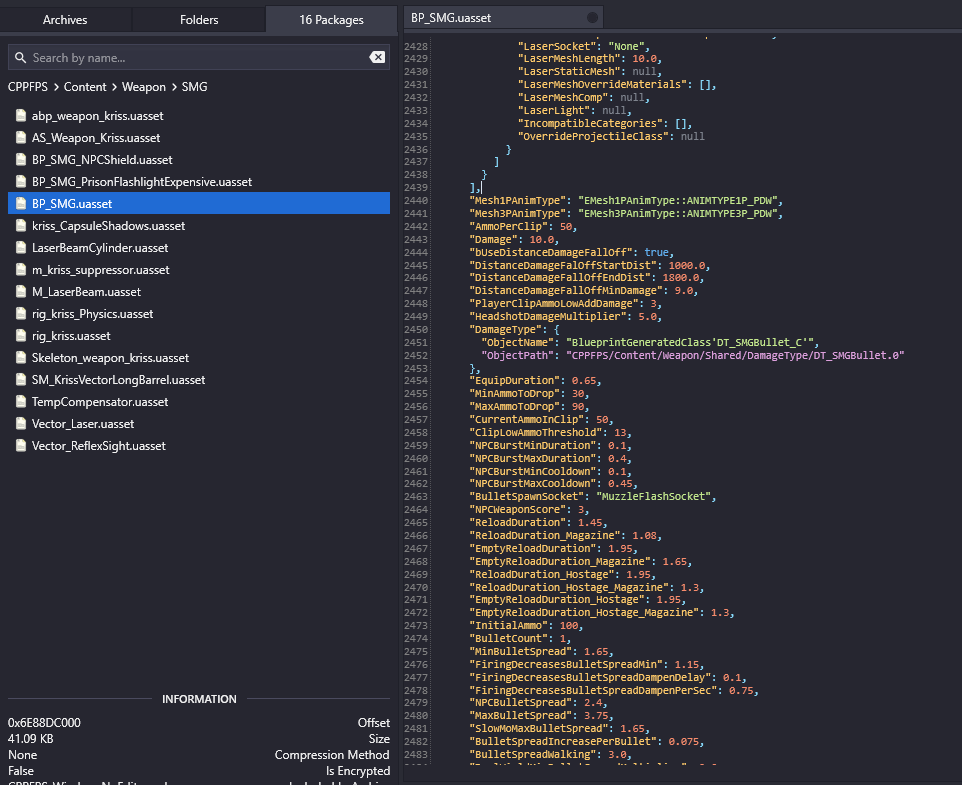 Archives
Folders
16 Packages
Search by name...
CPPFPS > Content > Weapon > SMG
abp_weapon_kriss.uasset
AS_Weapon_Kriss.uasset
BP_SMG_NPCShield.uasset
BP_SMG_PrisonFlashlightExpensive.uasset
BP_SMG.uasset
kriss_CapsuleShadows.uasset
LaserBeamCylinder.uasset
m_kriss_suppressor.uasset
M_LaserBeam.uasset
rig_kriss_Physics.uasset
rig_kriss.uasset
Skeleton_weapon_kriss.uasset
SM_KrissVectorLongBarrel.uasset
TempCompensator.uasset
Vector_Laser.uasset
Vector_ReflexSight.uasset
INFORMATION
0x6E88DC000 Offset
41.09 KB Size
None Compression Method
False Is Encrypted
BP_SMG.uasset
2428 "LaserSocket": "None",
2429 "LaserMeshLength": 10.0,
2430 "LaserStaticMesh": null,
2431 "LaserMeshOverrideMaterials": [],
2432 "LaserMeshComp": null,
2433 "LaserLight": null,
2434 "IncompatibleCategories": [],
2435 "OverrideProjectileClass": null
2436 }
2437 ]
2438 }
2439 ],
2440 "Mesh1PAnimType": "EMesh1PAnimType::ANIMTYPE1P_PDW",
2441 "Mesh3PAnimType": "EMesh3PAnimType::ANIMTYPE3P_PDW",
2442 "AmmoPerClip": 50,
2443 "Damage": 10.0,
2444 "bUseDistanceDamageFallOff": true,
2445 "DistanceDamageFalOffStartDist": 1000.0,
2446 "DistanceDamageFallOffEndDist": 1800.0,
2447 "DistanceDamageFallOffMinDamage": 9.0,
2448 "PlayerClipAmmoLowAddDamage": 3,
2449 "HeadshotDamageMultiplier": 5.0,
2450 "DamageType": {
2451 "ObjectName": "BlueprintGeneratedClass'DT_SMGBullet_C'",
2452 "ObjectPath": "CPPFPS/Content/Weapon/Shared/DamageType/DT_SMGBullet.0"
2453 },
2454 "EquipDuration": 0.65,
2455 "MinAmmoToDrop": 30,
2456 "MaxAmmoToDrop": 90,
2457 "CurrentAmmoInClip": 50,
2458 "ClipLowAmmoThreshold": 13,
2459 "NPCBurstMinDuration": 0.1,
2460 "NPCBurstMaxDuration": 0.4,
2461 "NPCBurstMinCooldown": 0.1,
2462 "NPCBurstMaxCooldown": 0.45,
2463 "BulletSpawnSocket": "MuzzleFlashSocket",
2464 "NPCWeaponScore": 3,
2465 "ReloadDuration": 1.45,
2466 "ReloadDuration_Magazine": 1.08,
2467 "EmptyReloadDuration": 1.95,
2468 "EmptyReloadDuration_Magazine": 1.65,
2469 "ReloadDuration_Hostage": 1.95,
2470 "ReloadDuration_Hostage_Magazine": 1.3,
2471 "EmptyReloadDuration_Hostage": 1.95,
2472 "EmptyReloadDuration_Hostage_Magazine": 1.3,
2473 "InitialAmmo": 100,
2474 "BulletCount": 1,
2475 "MinBulletSpread": 1.65,
2476 "FiringDecreasesBulletSpreadMin": 1.15,
2477 "FiringDecreasesBulletSpreadDampenDelay": 0.1,
2478 "FiringDecreasesBulletSpreadDampenPerSec": 0.75,
2479 "NPCBulletSpread": 2.4,
2480 "MaxBulletSpread": 3.75,
2481 "SlowMoMaxBulletSpread": 1.65,
2482 "BulletSpreadIncreasePerBullet": 0.075,
2483 "BulletSpreadWalking": 3.0,